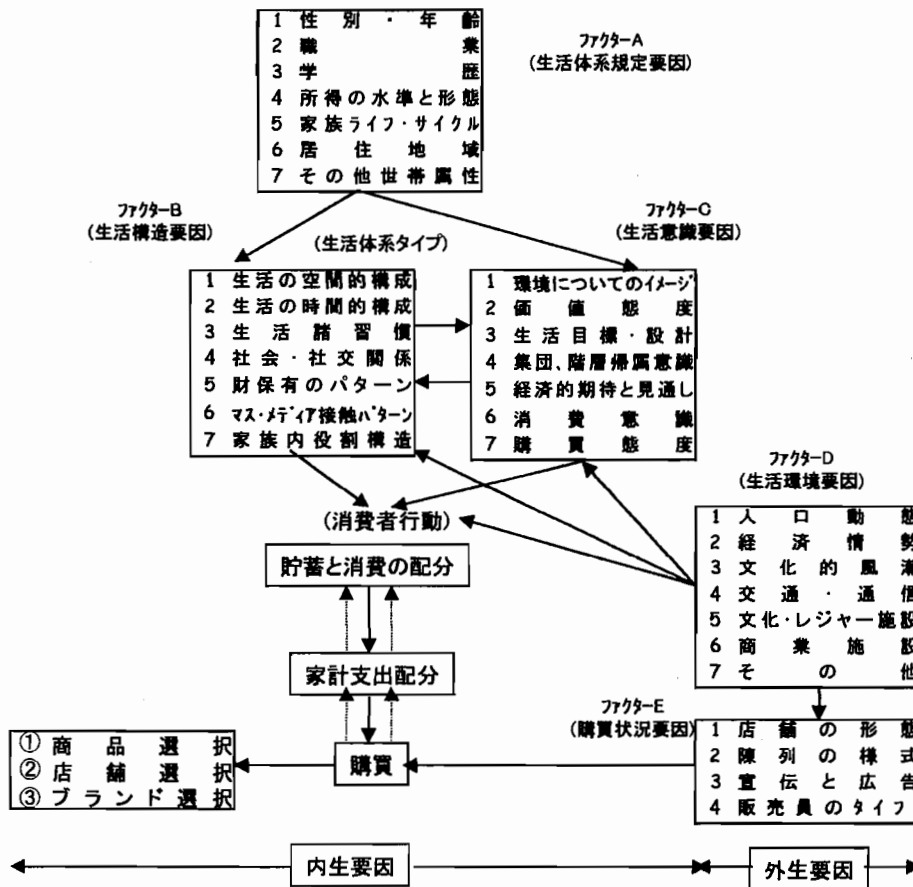 ファクターA
(生活体系規定要因)
1 性別・年齢
2 職業
3 学歴
4 所得の水準と形態
5 家族ライフ・サイクル
6 居住地域
7 その他世帯属性
ファクターB
(生活構造要因)
(生活体系タイプ)
ファクターC
(生活意識要因)
1 生活の空間的構成
2 生活の時間的構成
3 生活諸習慣
4 社会・社交関係
5 財保有のパターン
6 マス・メディア接触パターン
7 家族内役割構造
1 環境についてのイメージ
2 価値態度
3 生活目標・設計
4 集団、階層帰属意識
5 経済的期待と見通し
6 消費意識
7 購買態度
ファクターD
(生活環境要因)
1 人口動態
2 経済情勢
3 文化的風潮
4 交通・通信
5 文化・レジャー施設
6 商業施設
7 その他
(消費者行動)
貯蓄と消費の配分
家計支出配分
購買
ファクターE
(購買状況要因)
1 店舗の形態
2 陳列の様式
3 宣伝と広告
4 販売員のタイプ
① 商品選択
② 店舗選択
③ ブランド選択
内生要因
外生要因